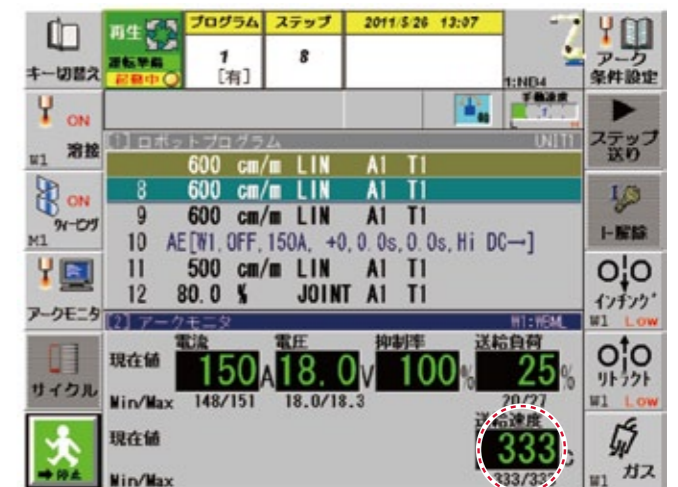 キー切替え
再生
運転準備
起動中
プログラム
1
[有]
ステップ
8
2011/5/26 13:07
1:NB4
アーク
条件設定
ON
W1 溶接
手動速度
ステップ
送り
[1] ロボットプログラム UNIT1
600 cm/m LIN A1 T1
8 600 cm/m LIN A1 T1
9 600 cm/m LIN A1 T1
10 AE[W1,OFF,150A, +0,0.0s,0.0s,Hi DC→]
11 500 cm/m LIN A1 T1
12 80.0 % JOINT A1 T1
ON
ウィービング
M1
I-解除
アークモニタ
インチング
W1 Low
[2] アークモニタ
電流 電圧 抑制率 送給負荷
現在値 150A 18.0V 100% 25%
Min/Max 148/151 18.0/18.3 20/27
サイクル
リトラクト
W1 Low
送給速度
現在値 333
Min/Max
➡停止
W1 ガス